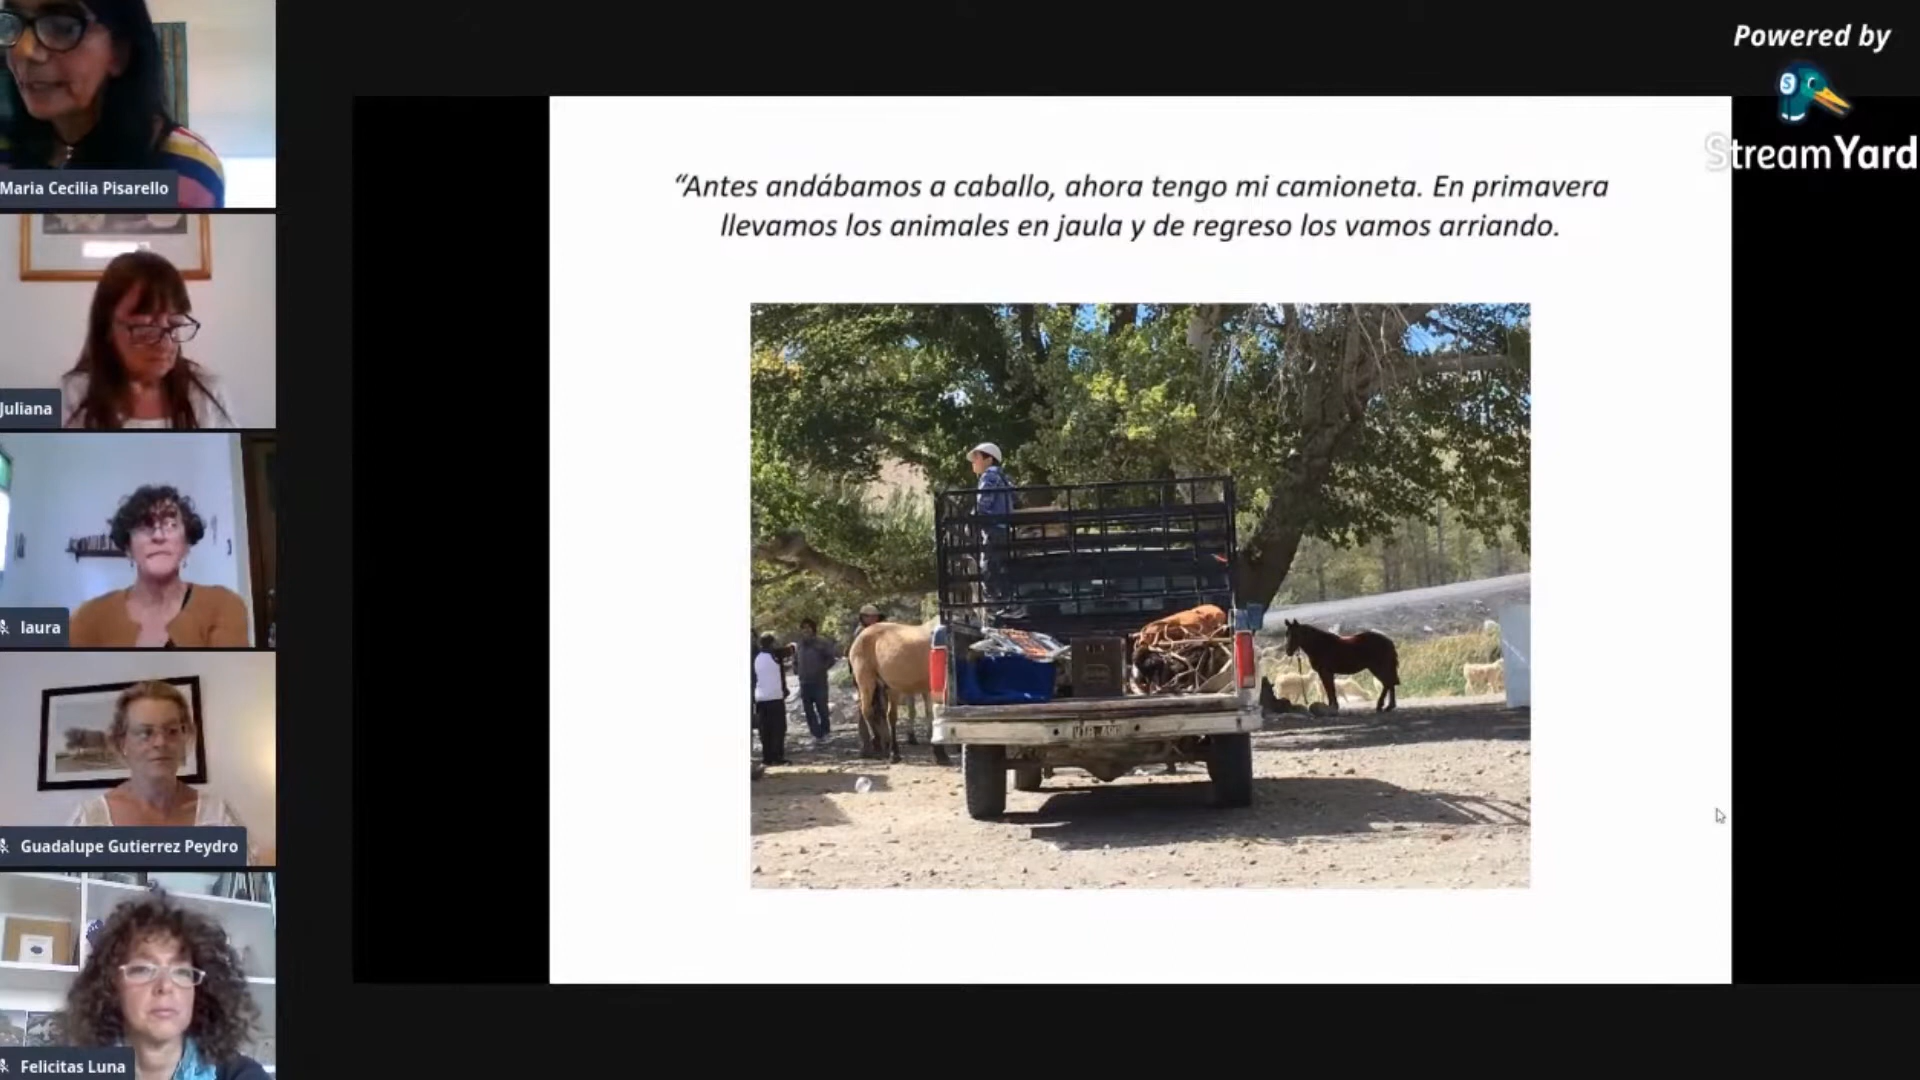 Powered by
StreamYard
“Antes andábamos a caballo, ahora tengo mi camioneta. En primavera
llevamos los animales en jaula y de regreso los vamos arriando.
Maria Cecilia Pisarello
Juliana
laura
Guadalupe Gutierrez Peydro
Felicitas Luna